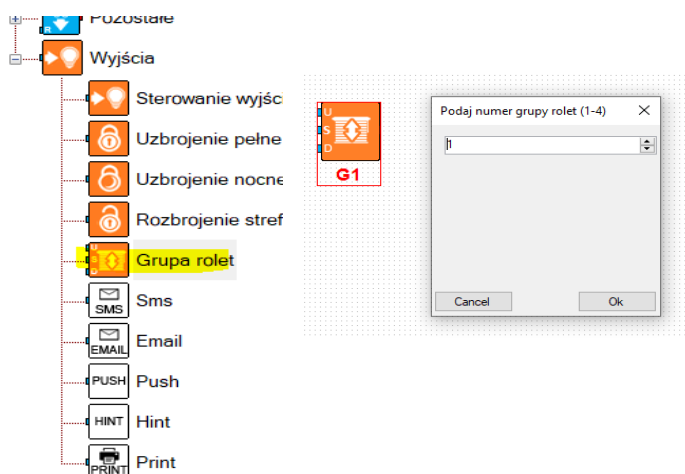 Pozostałe
R
Wyjścia
Sterowanie wyjśc
Uzbrojenie pełne
Uzbrojenie nocne
Rozbrojenie stref
U
S
D
Grupa rolet
SMS
Sms
EMAIL
Email
PUSH
Push
HINT
Hint
PRINT
Print
U
S
D
G1
Podaj numer grupy rolet (1-4)
1
Cancel
Ok